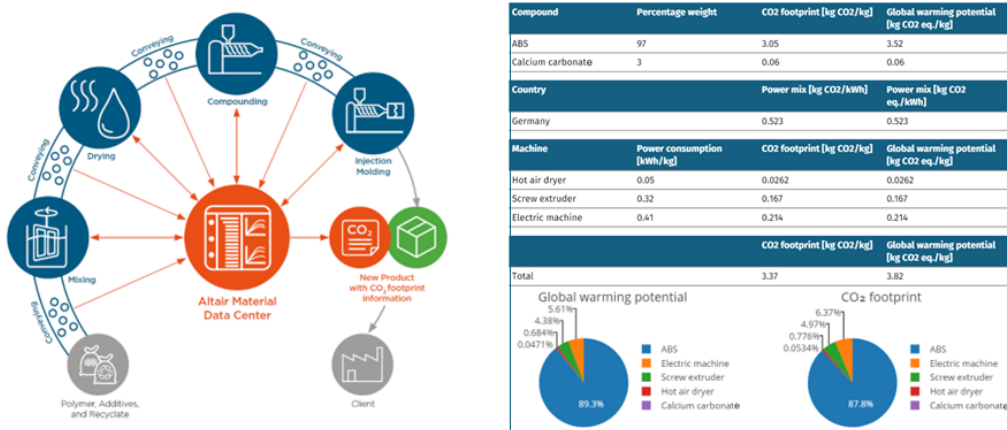 Conveying
Conveying
Compounding
Drying
Injection
Molding
Conveying
Mixing
CO₂
Altair Material
Data Center
New Product
with CO₂ footprint
Information
Conveying
Polymer, Additives,
and Recyclate
Client
Compound Percentage weight CO2 footprint [kg CO2/kg] Global warming potential
[kg CO2 eq./kg]
ABS 97 3.05 3.52
Calcium carbonate 3 0.06 0.06
Country Power mix [kg CO2/kWh] Power mix [kg CO2
eq./kWh]
Germany 0.523 0.523
Machine Power consumption CO2 footprint [kg CO2/kg] Global warming potential
[kWh/kg] [kg CO2 eq./kg]
Hot air dryer 0.05 0.0262 0.0262
Screw extruder 0.32 0.167 0.167
Electric machine 0.41 0.214 0.214
CO2 footprint [kg CO2/kg] Global warming potential
[kg CO2 eq./kg]
Total 3.37 3.82
Global warming potential
5.61%
4.38%
0.684%
0.0471%
89.3%
ABS
Electric machine
Screw extruder
Hot air dryer
Calcium carbonate
CO₂ footprint
6.37%
4.97%
0.776%
0.0534%
87.8%
ABS
Electric machine
Screw extruder
Hot air dryer
Calcium carbonate